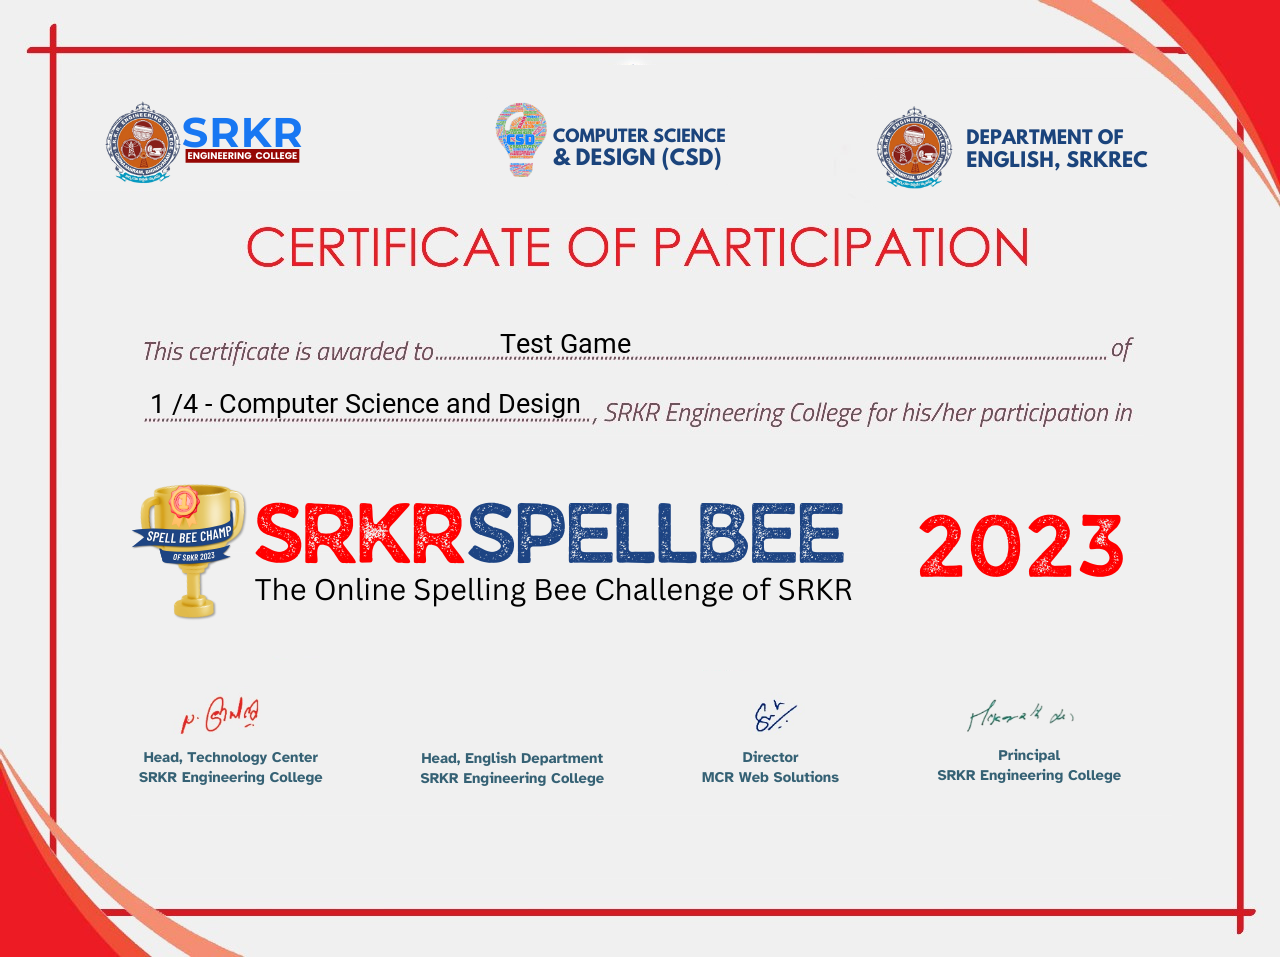 SRKR
ENGINEERING COLLEGE
CSD
COMPUTER SCIENCE
& DESIGN (CSD)
DEPARTMENT OF
ENGLISH, SRKREC
CERTIFICATE OF PARTICIPATION
This certificate is awarded to Test Game of
1 /4 - Computer Science and Design, SRKR Engineering College for his/her participation in
SPELL BEE CHAMP
OF SRKR 2023
SRKRSPELLBEE
The Online Spelling Bee Challenge of SRKR
2023
Head, Technology Center
SRKR Engineering College
Head, English Department
SRKR Engineering College
Director
MCR Web Solutions
Principal
SRKR Engineering College